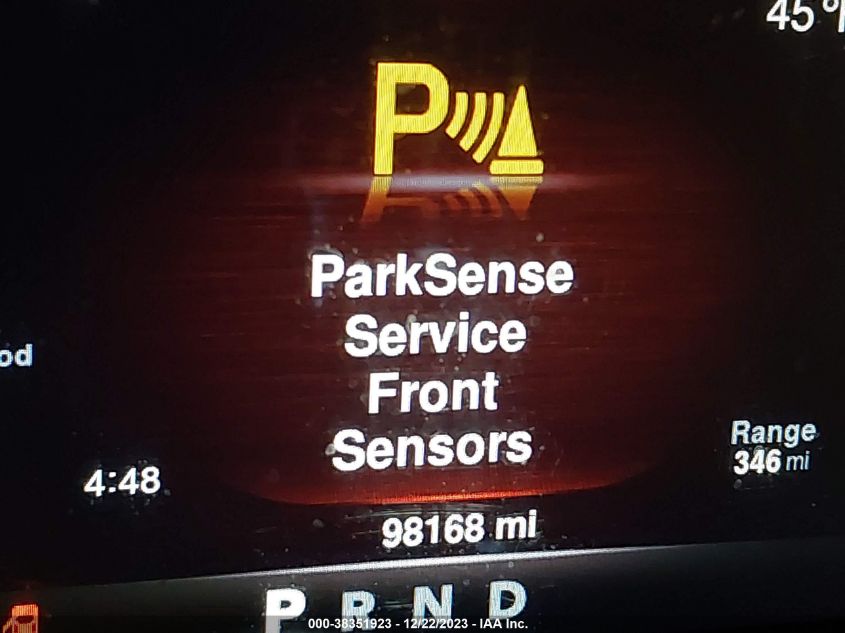 45°
P
ParkSense
Service
Front
Sensors
od
Range
346 mi
4:48
98168 mi
P R N D
000-38351923 - 12/22/2023 - IAA Inc.